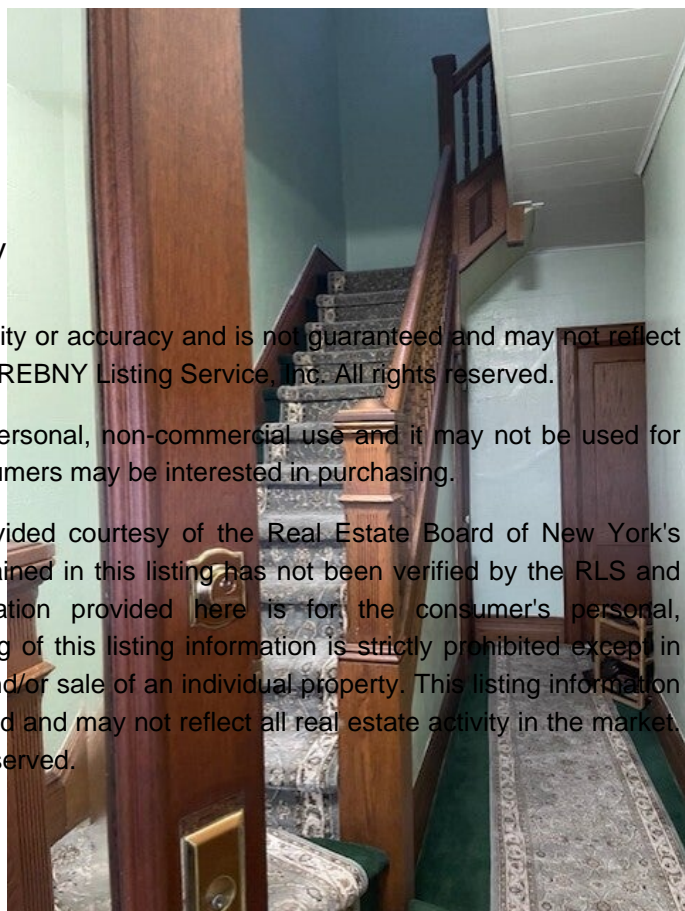 ity or accuracy and is not guaranteed and may not reflect
REBNY Listing Service, Inc. All rights reserved.
ersonal, non-commercial use and it may not be used for
umers may be interested in purchasing.
vided courtesy of the Real Estate Board of New York's
ained in this listing has not been verified by the RLS and
ation provided here is for the consumer's personal,
g of this listing information is strictly prohibited except in
nd/or sale of an individual property. This listing information
d and may not reflect all real estate activity in the market.
served.